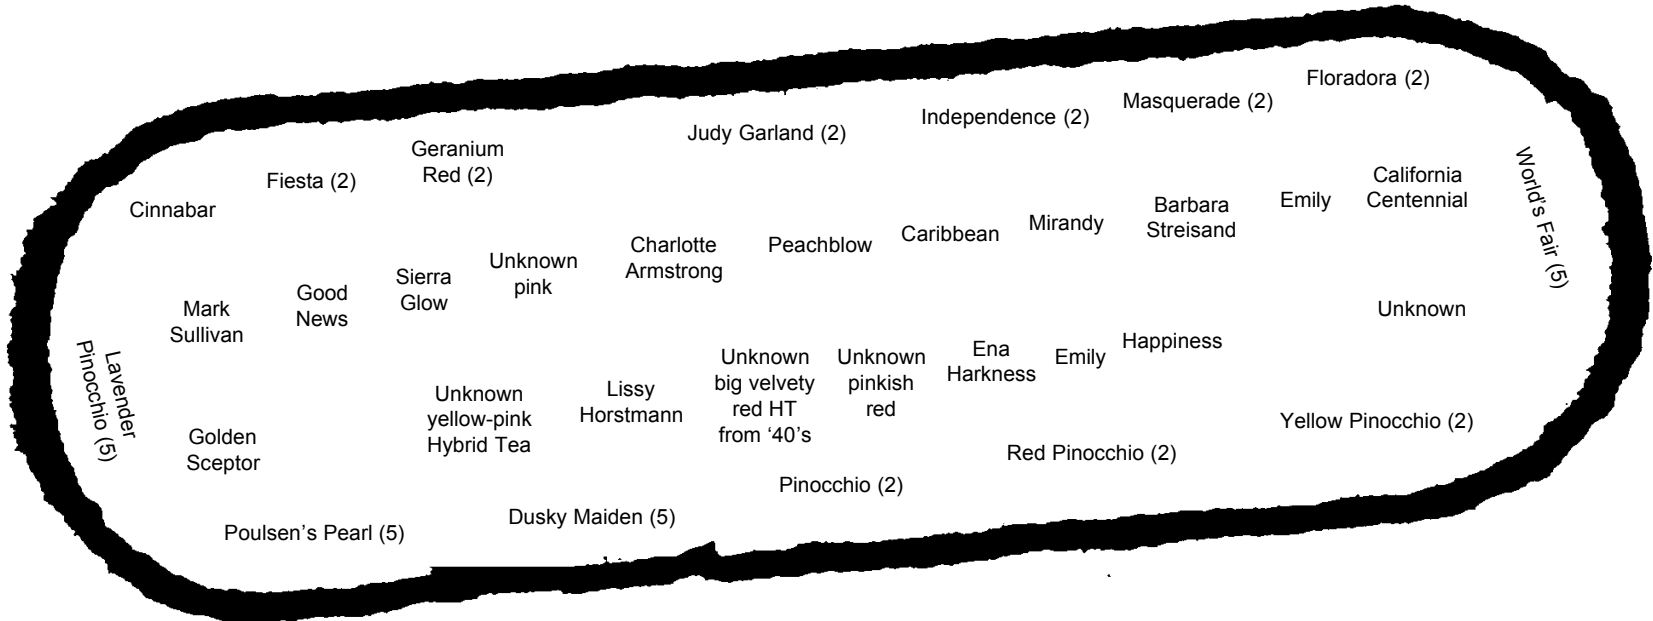 Floradora (2)
Masquerade (2)
Independence (2)
Judy Garland (2)
Geranium
Red (2)
Fiesta (2)
Cinnabar
World's Fair (5)
California
Centennial
Emily
Barbara
Streisand
Mirandy
Caribbean
Peachblow
Charlotte
Armstrong
Unknown
pink
Sierra
Glow
Good
News
Mark
Sullivan
Lavender
Pinocchio (5)
Unknown
Happiness
Emily
Ena
Harkness
Unknown
pinkish
red
Unknown
big velvety
red HT
from ‘40’s
Lissy
Horstmann
Unknown
yellow-pink
Hybrid Tea
Golden
Sceptor
Yellow Pinocchio (2)
Red Pinocchio (2)
Pinocchio (2)
Dusky Maiden (5)
Poulsen’s Pearl (5)